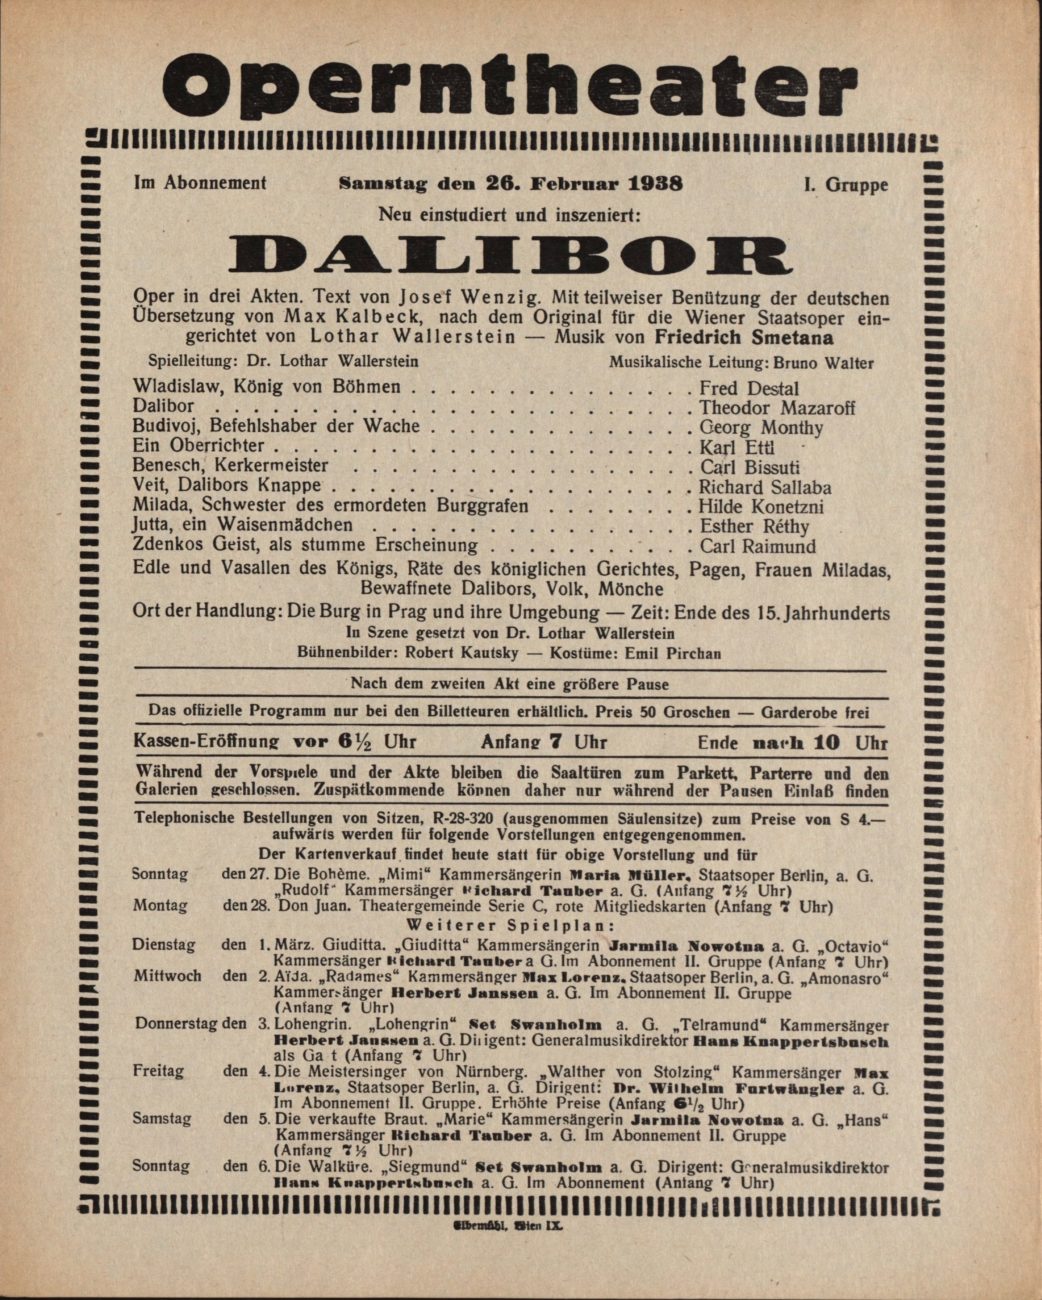 Operntheater
Im Abonnement Samstag den 26. Februar 1938 I. Gruppe
Neu einstudiert und inszeniert:
DALIBOR
Oper in drei Akten. Text von Josef Wenzig. Mit teilweiser Benützung der deutschen
Übersetzung von Max Kalbeck, nach dem Original für die Wiener Staatsoper ein-
gerichtet von Lothar Wallerstein — Musik von Friedrich Smetana
Spielleitung: Dr. Lothar Wallerstein Musikalische Leitung: Bruno Walter
Wladislaw, König von Böhmen . . . . . . . . . . . . . . . Fred Destal
Dalibor . . . . . . . . . . . . . . . . . . . . . . . . . Theodor Mazaroff
Budivoj, Befehlshaber der Wache . . . . . . . . . . . . . . Georg Monthy
Ein Oberrichter . . . . . . . . . . . . . . . . . . . . . . Karl Ettl
Benesch, Kerkermeister . . . . . . . . . . . . . . . . . . Carl Bissuti
Veit, Dalibors Knappe . . . . . . . . . . . . . . . . . . . Richard Sallaba
Milada, Schwester des ermordeten Burggrafen . . . . . . . . Hilde Konetzni
Jutta, ein Waisenmädchen . . . . . . . . . . . . . . . . . Esther Réthy
Zdenkos Geist, als stumme Erscheinung . . . . . . . . . . . Carl Raimund
Edle und Vasallen des Königs, Räte des königlichen Gerichtes, Pagen, Frauen Miladas,
Bewaffnete Dalibors, Volk, Mönche
Ort der Handlung: Die Burg in Prag und ihre Umgebung — Zeit: Ende des 15. Jahrhunderts
In Szene gesetzt von Dr. Lothar Wallerstein
Bühnenbilder: Robert Kautsky — Kostüme: Emil Pirchan
Nach dem zweiten Akt eine größere Pause
Das offizielle Programm nur bei den Billetteuren erhältlich. Preis 50 Groschen — Garderobe frei
Kassen-Eröffnung vor 6½ Uhr Anfang 7 Uhr Ende nach 10 Uhr
Während der Vorspiele und der Akte bleiben die Saaltüren zum Parkett, Parterre und den
Galerien geschlossen. Zuspätkommende können daher nur während der Pausen Einlaß finden
Telephonische Bestellungen von Sitzen, R-28-320 (ausgenommen Säulensitze) zum Preise von S 4.—
aufwärts werden für folgende Vorstellungen entgegengenommen.
Der Kartenverkauf findet heute statt für obige Vorstellung und für
Sonntag den 27. Die Bohème. „Mimi“ Kammersängerin Maria Müller, Staatsoper Berlin, a. G.
„Rudolf“ Kammersänger Richard Tauber a. G. (Anfang 7½ Uhr)
Montag den 28. Don Juan. Theatergemeinde Serie C, rote Mitgliedskarten (Anfang 7 Uhr)
Weiterer Spielplan:
Dienstag den 1. März. Giuditta. „Giuditta“ Kammersängerin Jarmila Nowotna a. G. „Octavio“
Kammersänger Richard Tauber a G. Im Abonnement II. Gruppe (Anfang 7 Uhr)
Mittwoch den 2. Aïda. „Radames“ Kammersänger Max Lorenz, Staatsoper Berlin, a. G. „Amonasro“
Kammersänger Herbert Janssen a. G. Im Abonnement II. Gruppe
(Anfang 7 Uhr)
Donnerstag den 3. Lohengrin. „Lohengrin“ Set Swanholm a. G. „Telramund“ Kammersänger
Herbert Janssen a. G. Dirigent: Generalmusikdirektor Hans Knappertsbusch
als Ga t (Anfang 7 Uhr)
Freitag den 4. Die Meistersinger von Nürnberg. „Walther von Stolzing“ Kammersänger Max
Lorenz, Staatsoper Berlin, a. G. Dirigent: Dr. Wilhelm Furtwängler a. G.
Im Abonnement II. Gruppe. Erhöhte Preise (Anfang 6½ Uhr)
Samstag den 5. Die verkaufte Braut. „Marie“ Kammersängerin Jarmila Nowotna a. G. „Hans“
Kammersänger Richard Tauber a. G. Im Abonnement II. Gruppe
(Anfang 7½ Uhr)
Sonntag den 6. Die Walküre. „Siegmund“ Set Swanholm a. G. Dirigent: Generalmusikdirektor
Hans Knappertsbusch a. G. Im Abonnement (Anfang 7 Uhr)
Elbemühl, Wien IX.